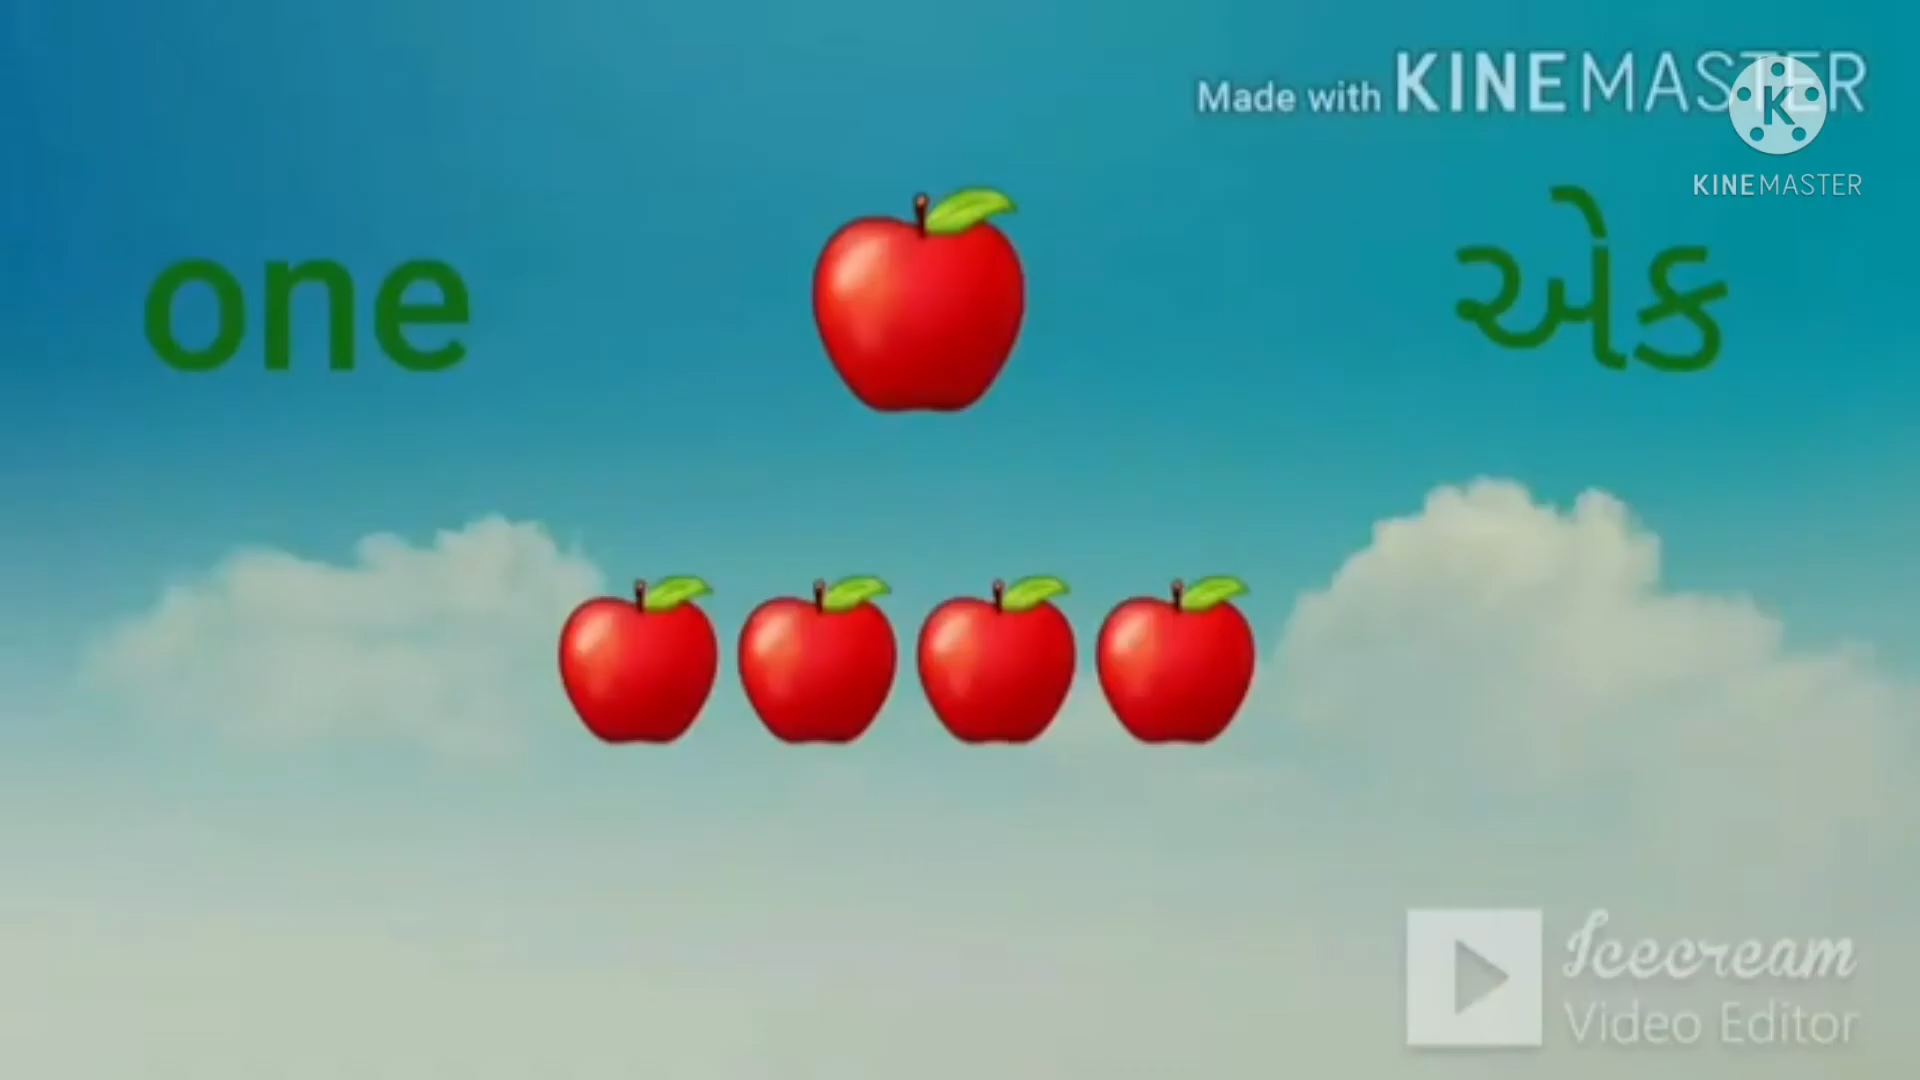 Made with KINEMASTER
K
KINEMASTER
one
એક
Icecream
Video Editor